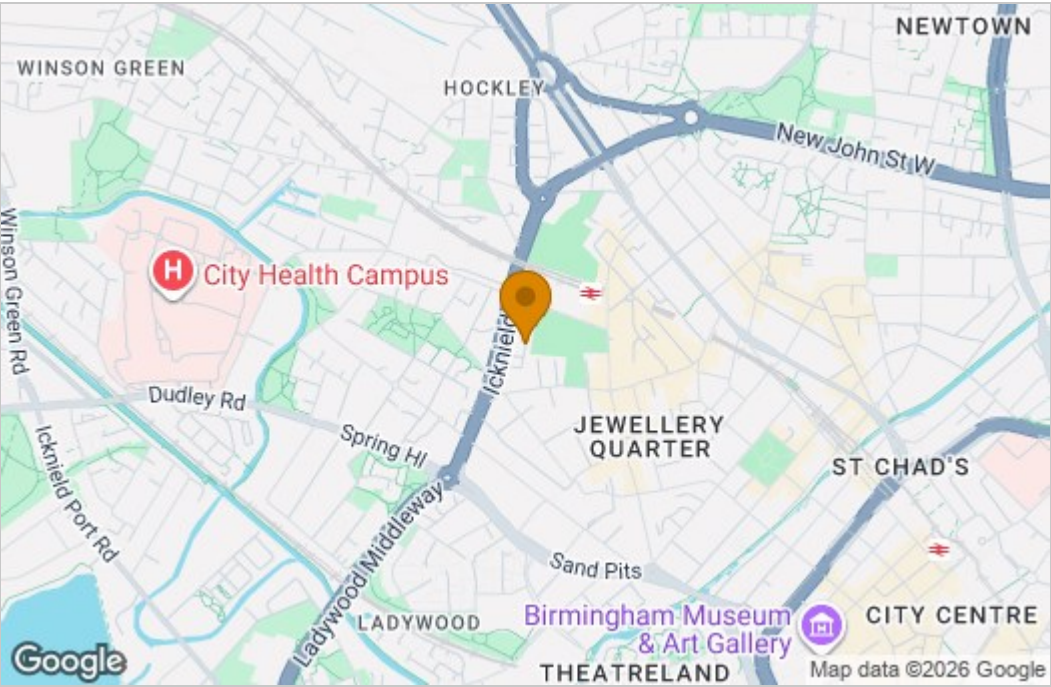 NEWTOWN
WINSON GREEN
HOCKLEY
New John St W
Winson Green Rd
H
City Health Campus
Icknield
Dudley Rd
JEWELLERY
QUARTER
Spring Hl
ST CHAD'S
Icknield Port Rd
Ladywood Middleway
Sand Pits
Birmingham Museum
& Art Gallery
CITY CENTRE
LADYWOOD
THEATRELAND
Google
Map data ©2026 Google